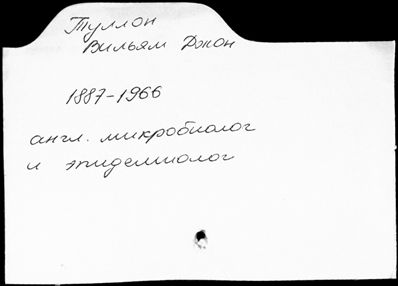 Туллон
Вильям Джон
1887-1966
англ. микробиолог
и эпидемиолог